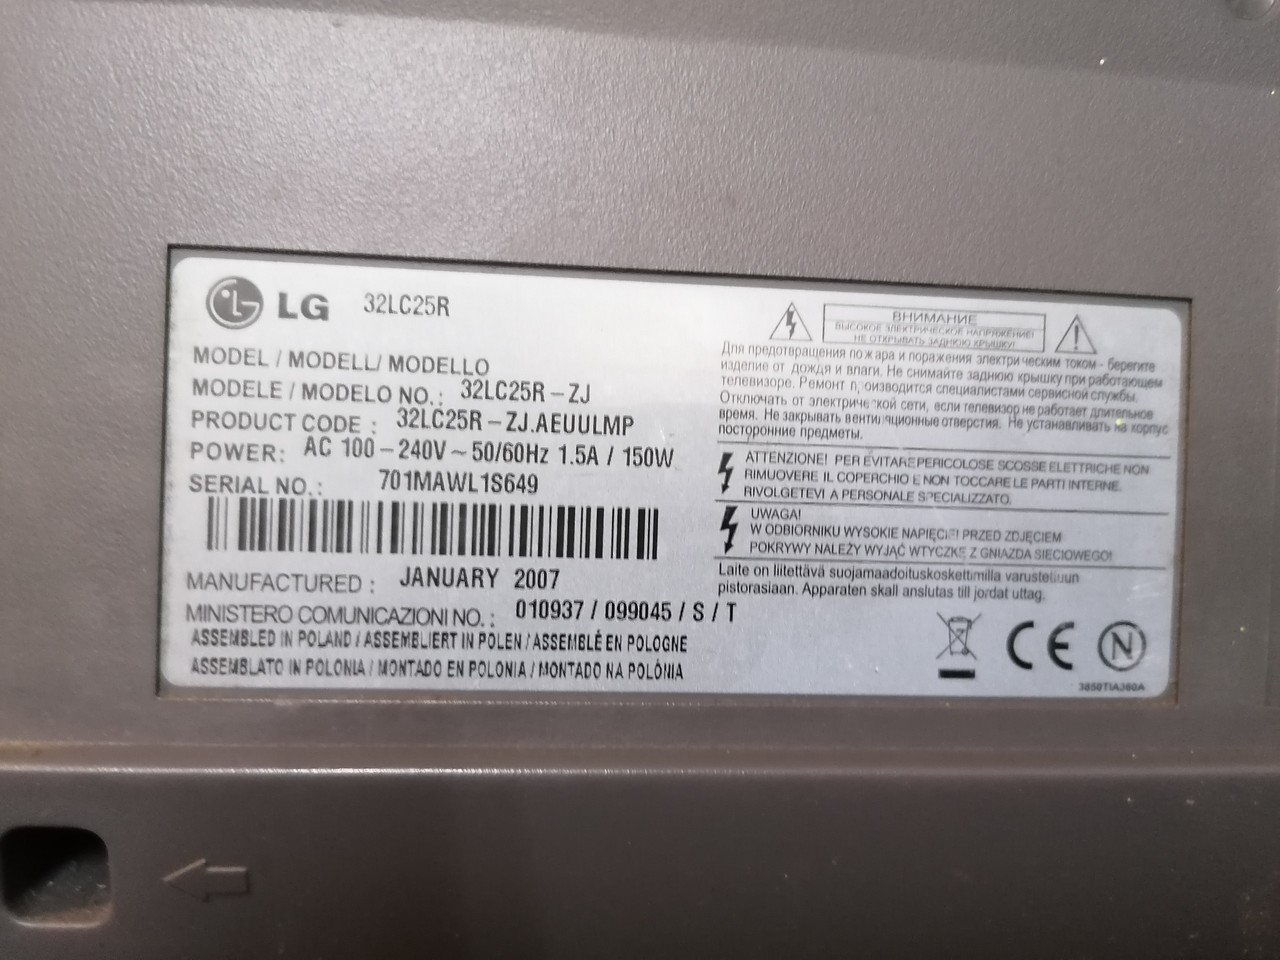 LG 32LC25R
MODEL / MODELL/ MODELLO
MODELE / MODELO NO.: 32LC25R-ZJ
PRODUCT CODE : 32LC25R-ZJ.AEUULMP
POWER: AC 100-240V ~ 50/60Hz 1.5A / 150W
SERIAL NO.: 701MAWL1S649
MANUFACTURED : JANUARY 2007
MINISTERO COMUNICAZIONI NO.: 010937 / 099045 / S / T
ASSEMBLED IN POLAND / ASSEMBLIERT IN POLEN / ASSEMBLÉ EN POLOGNE
ASSEMBLATO IN POLONIA / MONTADO EN POLONIA / MONTADO NA POLÓNIA
ВНИМАНИЕ
ВЫСОКОЕ ЭЛЕКТРИЧЕСКОЕ НАПРЯЖЕНИЕ!
НЕ ОТКРЫВАТЬ ЗАДНЮЮ КРЫШКУ!
Для предотвращения пожара и поражения электрическим током - берегите
изделие от дождя и влаги. Не снимайте заднюю крышку при работающем
телевизоре. Ремонт производится специалистами сервисной службы.
Отключать от электрической сети, если телевизор не работает длительное
время. Не закрывать вентиляционные отверстия. Не устанавливать на корпус
посторонние предметы.
ATTENZIONE! PER EVITARE PERICOLOSE SCOSSE ELETTRICHE NON
RIMUOVERE IL COPERCHIO E NON TOCCARE LE PARTI INTERNE.
RIVOLGETEVI A PERSONALE SPECIALIZZATO.
UWAGA!
W ODBIORNIKU WYSOKIE NAPIĘCIE! PRZED ZDJĘCIEM
POKRYWY NALEŻY WYJĄĆ WTYCZKĘ Z GNIAZDA SIECIOWEGO!
Laite on liitettävä suojamaadoituskoskettimilla varustettuun
pistorasiaan. Apparaten skall anslutas till jordat uttag.
CE N
3850TIA360A